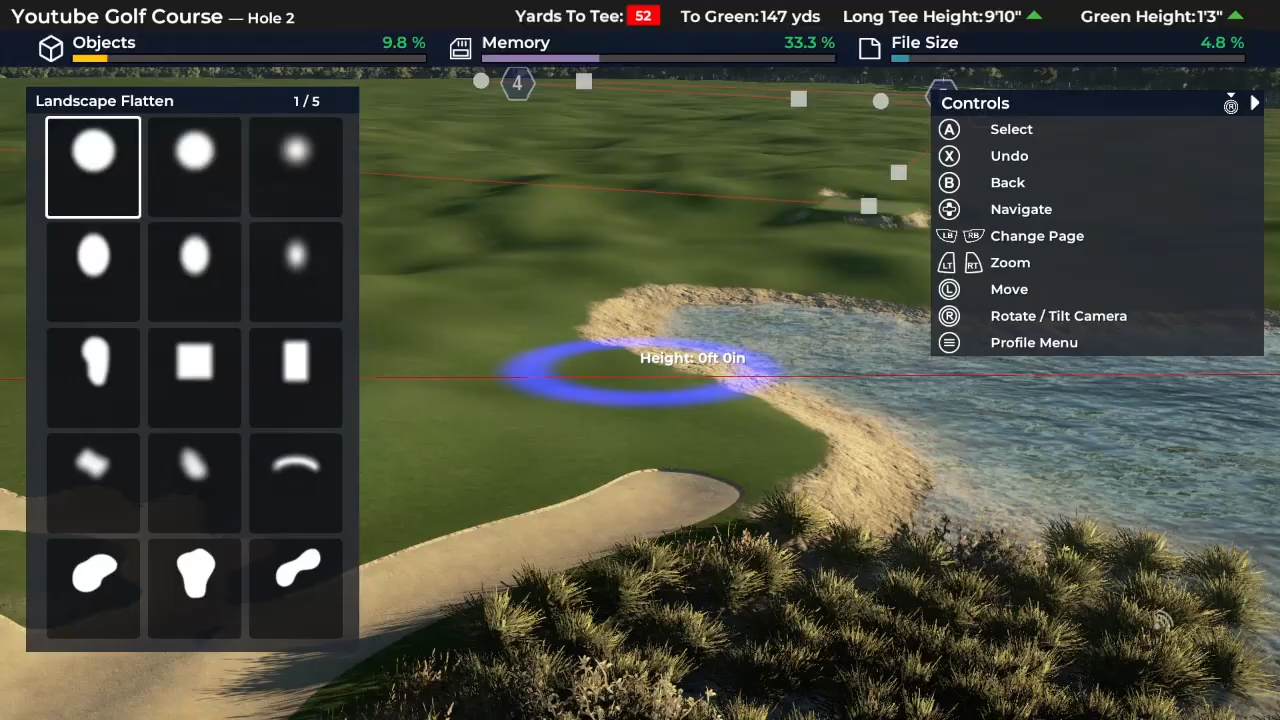 Youtube Golf Course — Hole 2
Yards To Tee: 52 To Green: 147 yds Long Tee Height: 9'10" Green Height: 1'3"
Objects 9.8 % Memory 33.3 % File Size 4.8 %
4
Landscape Flatten 1 / 5
Controls
R
A Select
X Undo
B Back
Navigate
LB RB Change Page
LT RT Zoom
L Move
R Rotate / Tilt Camera
Profile Menu
Height: 0ft 0in